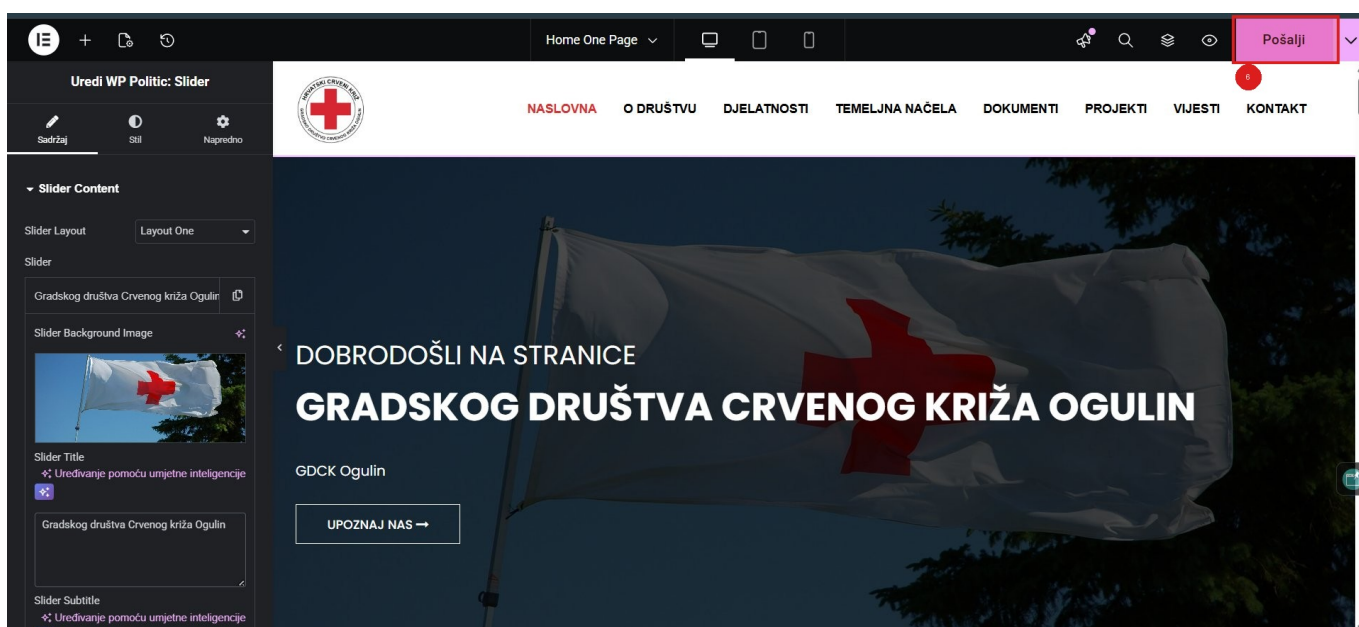 Home One Page
Pošalji
6
Uredi WP Politic: Slider
Sadržaj
Stil
Napredno
Slider Content
Slider Layout
Layout One
Slider
Gradskog društva Crvenog križa Ogulin
Slider Background Image
Slider Title
Uređivanje pomoću umjetne inteligencije
Gradskog društva Crvenog križa Ogulin
Slider Subtitle
Uređivanje pomoću umjetne inteligencije
HRVATSKI CRVENI KRIŽ
NASLOVNA
O DRUŠTVU
DJELATNOSTI
TEMELJNA NAČELA
DOKUMENTI
PROJEKTI
VIJESTI
KONTAKT
DOBRODOŠLI NA STRANICE
GRADSKOG DRUŠTVA CRVENOG KRIŽA OGULIN
GDCK Ogulin
UPOZNAJ NAS →